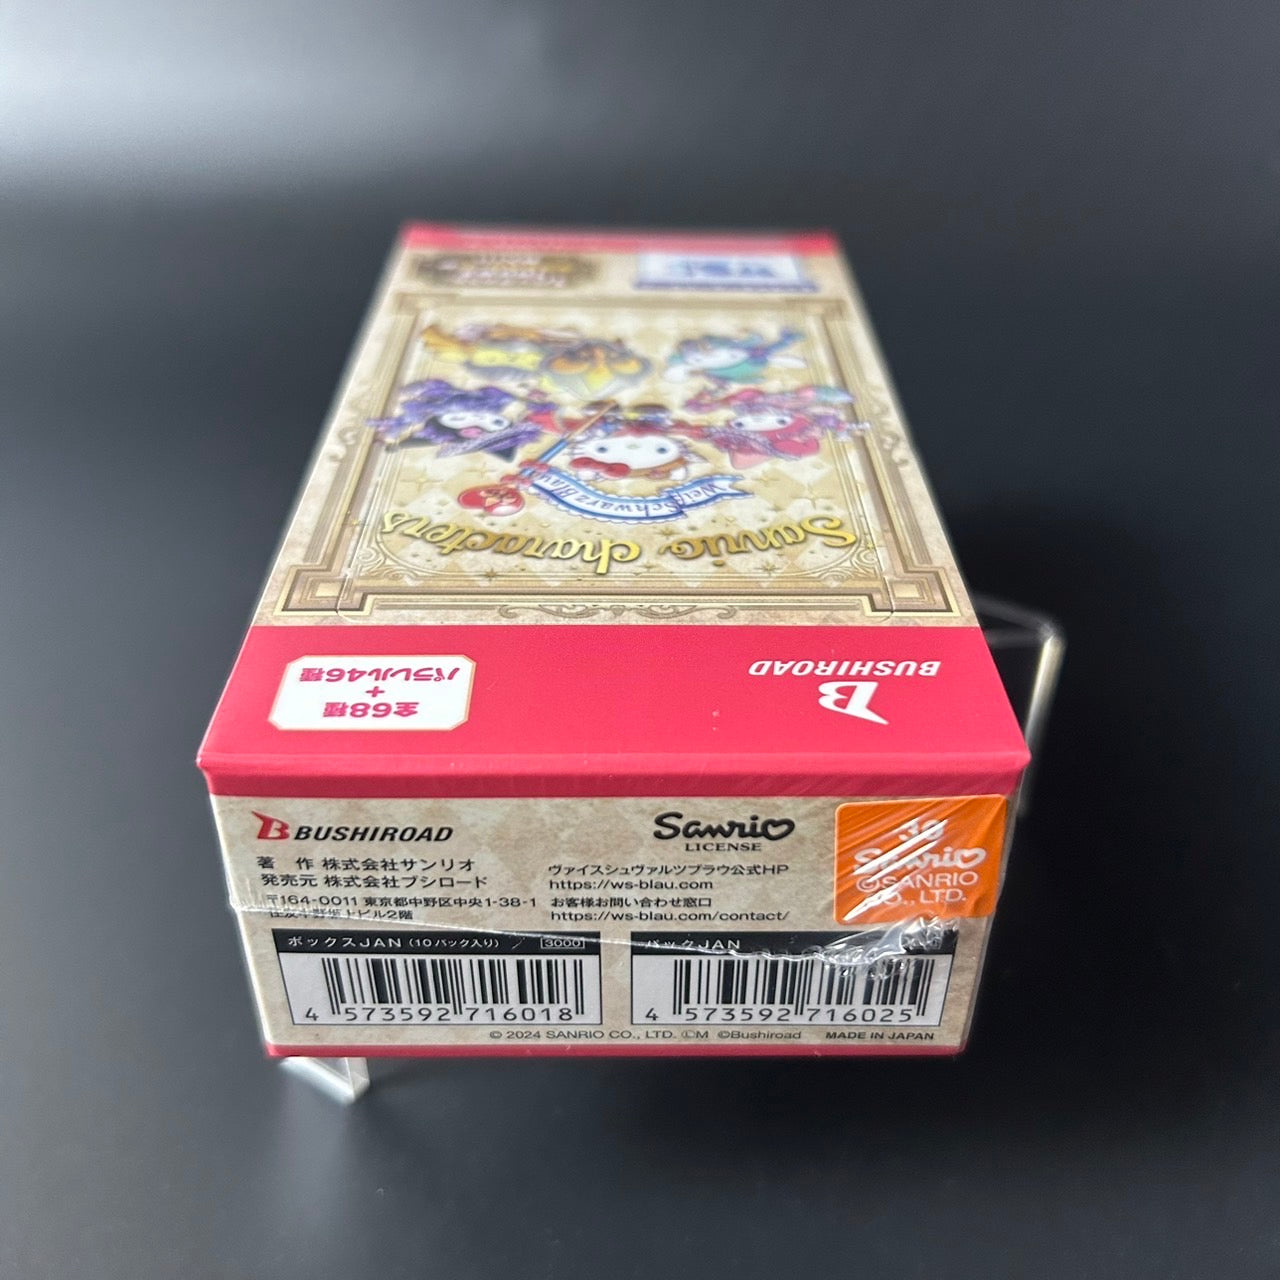 Weiß Schwarz Blau
Sanrio characters
BUSHIROAD
全68種
+
パラレル46種
BUSHIROAD
著 作 株式会社サンリオ
発売元 株式会社ブシロード
〒164-0011 東京都中野区中央1-38-1
住友中野坂上ビル2階
Sanrio
LICENSE
ヴァイスシュヴァルツブラウ公式HP
https://ws-blau.com
お客様お問い合わせ窓口
https://ws-blau.com/contact/
Sanrio
©SANRIO
CO., LTD.
ボックスJAN (10パック入り) / 3000
4 573592 716018
パックJAN
4 573592 716025
© 2024 SANRIO CO., LTD. ⓁM ©Bushiroad MADE IN JAPAN